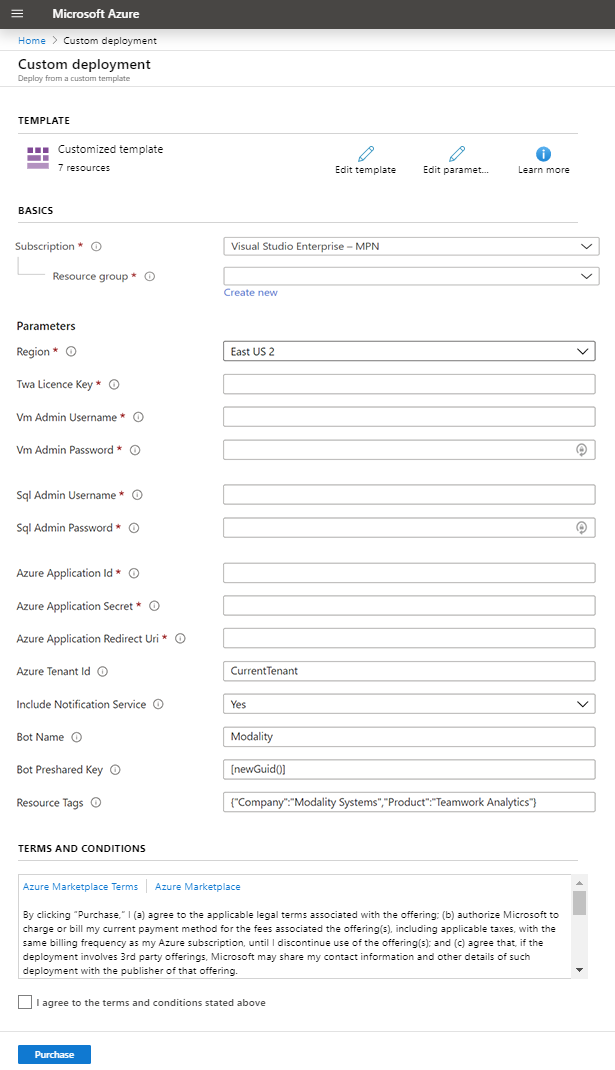 Microsoft Azure
Home > Custom deployment
Custom deployment
Deploy from a custom template
TEMPLATE
Customized template
7 resources
Edit template
Edit paramet...
Learn more
BASICS
Subscription *
Visual Studio Enterprise – MPN
Resource group *
Create new
Parameters
Region *
East US 2
Twa Licence Key *
Vm Admin Username *
Vm Admin Password *
Sql Admin Username *
Sql Admin Password *
Azure Application Id *
Azure Application Secret *
Azure Application Redirect Uri *
Azure Tenant Id
CurrentTenant
Include Notification Service
Yes
Bot Name
Modality
Bot Preshared Key
[newGuid()]
Resource Tags
{"Company":"Modality Systems","Product":"Teamwork Analytics"}
TERMS AND CONDITIONS
Azure Marketplace Terms | Azure Marketplace
By clicking "Purchase," I (a) agree to the applicable legal terms associated with the offering; (b) authorize Microsoft to
charge or bill my current payment method for the fees associated the offering(s), including applicable taxes, with the
same billing frequency as my Azure subscription, until I discontinue use of the offering(s); and (c) agree that, if the
deployment involves 3rd party offerings, Microsoft may share my contact information and other details of such
deployment with the publisher of that offering.
I agree to the terms and conditions stated above
Purchase